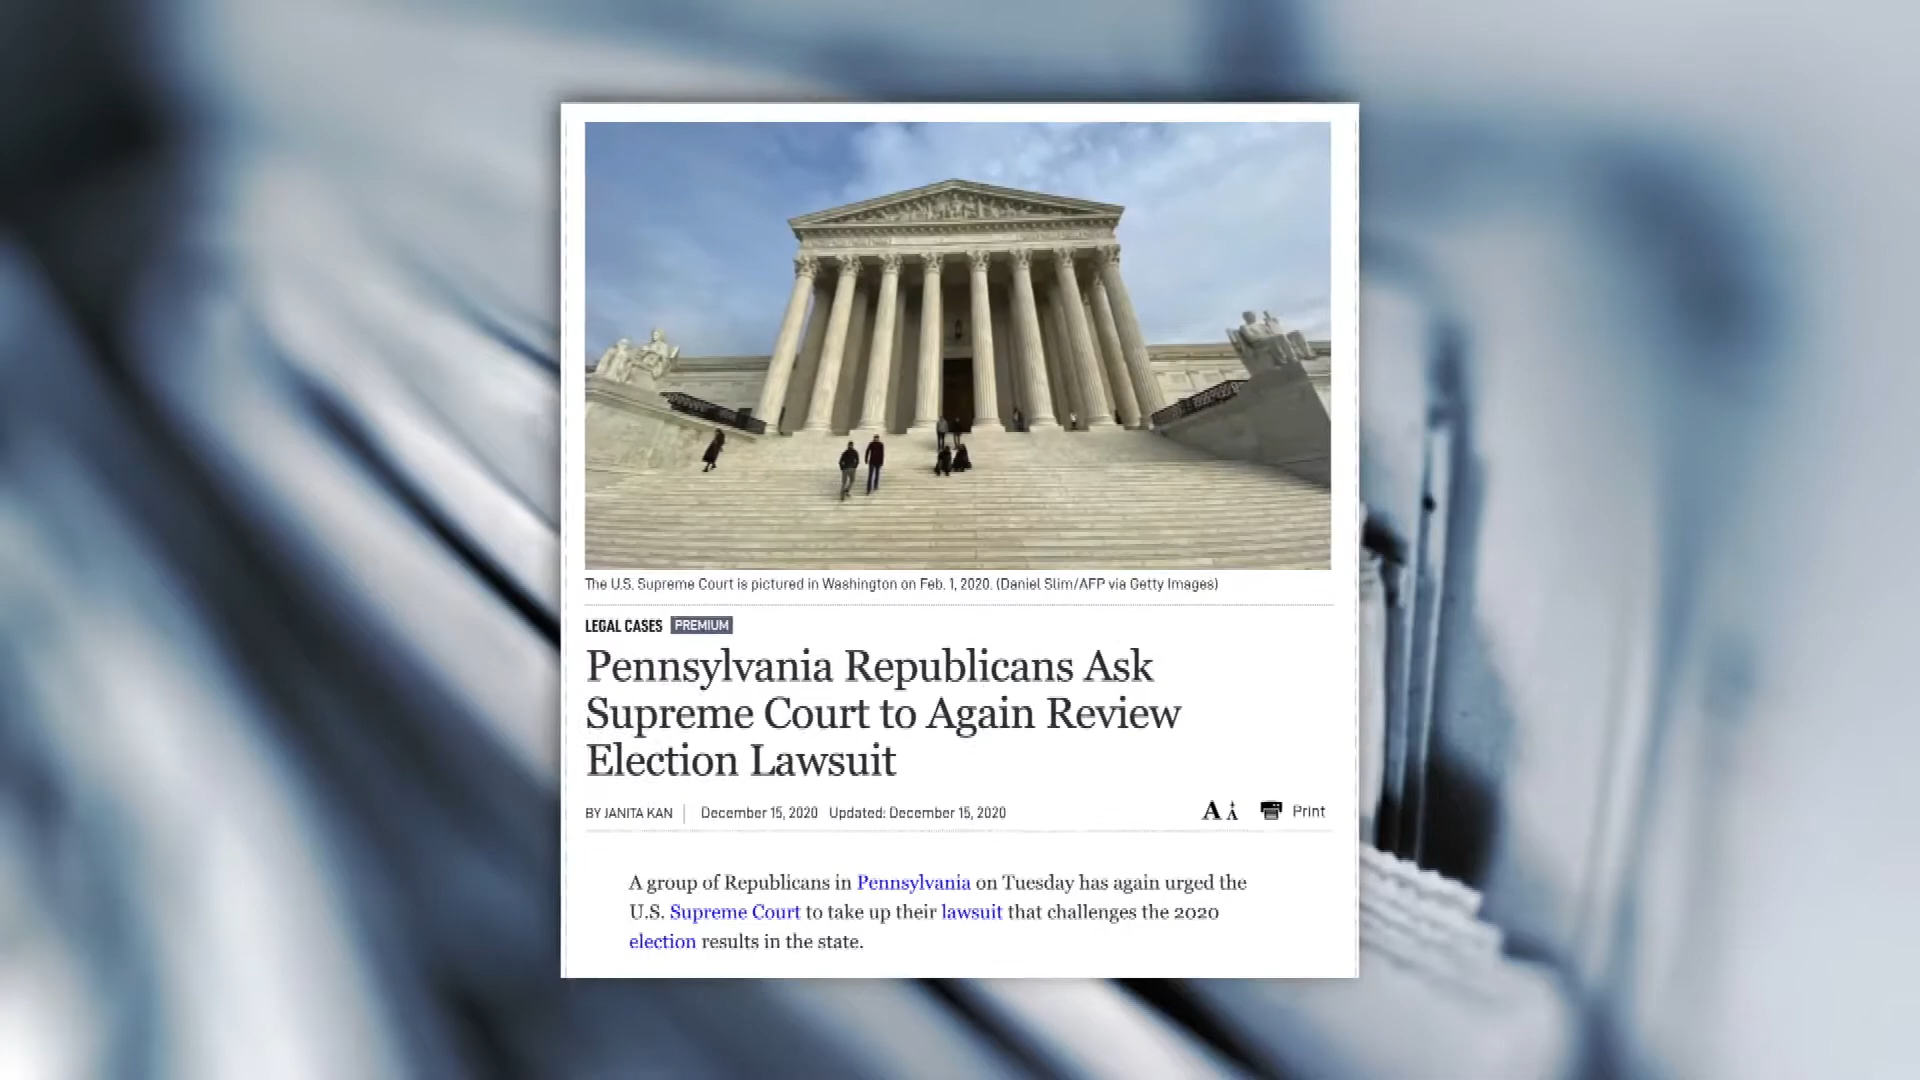 The U.S. Supreme Court is pictured in Washington on Feb. 1, 2020. (Daniel Slim/AFP via Getty Images)
LEGAL CASES PREMIUM
Pennsylvania Republicans Ask
Supreme Court to Again Review
Election Lawsuit
BY JANITA KAN December 15, 2020 Updated: December 15, 2020 A A Print
A group of Republicans in Pennsylvania on Tuesday has again urged the
U.S. Supreme Court to take up their lawsuit that challenges the 2020
election results in the state.